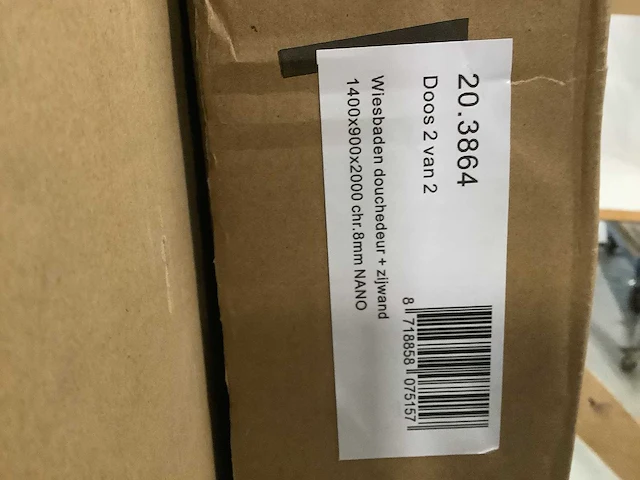 20.3864
Doos 2 van 2
Wiesbaden douchedeur + zijwand
1400x900x2000 chr.8mm NANO
8 718858 075157